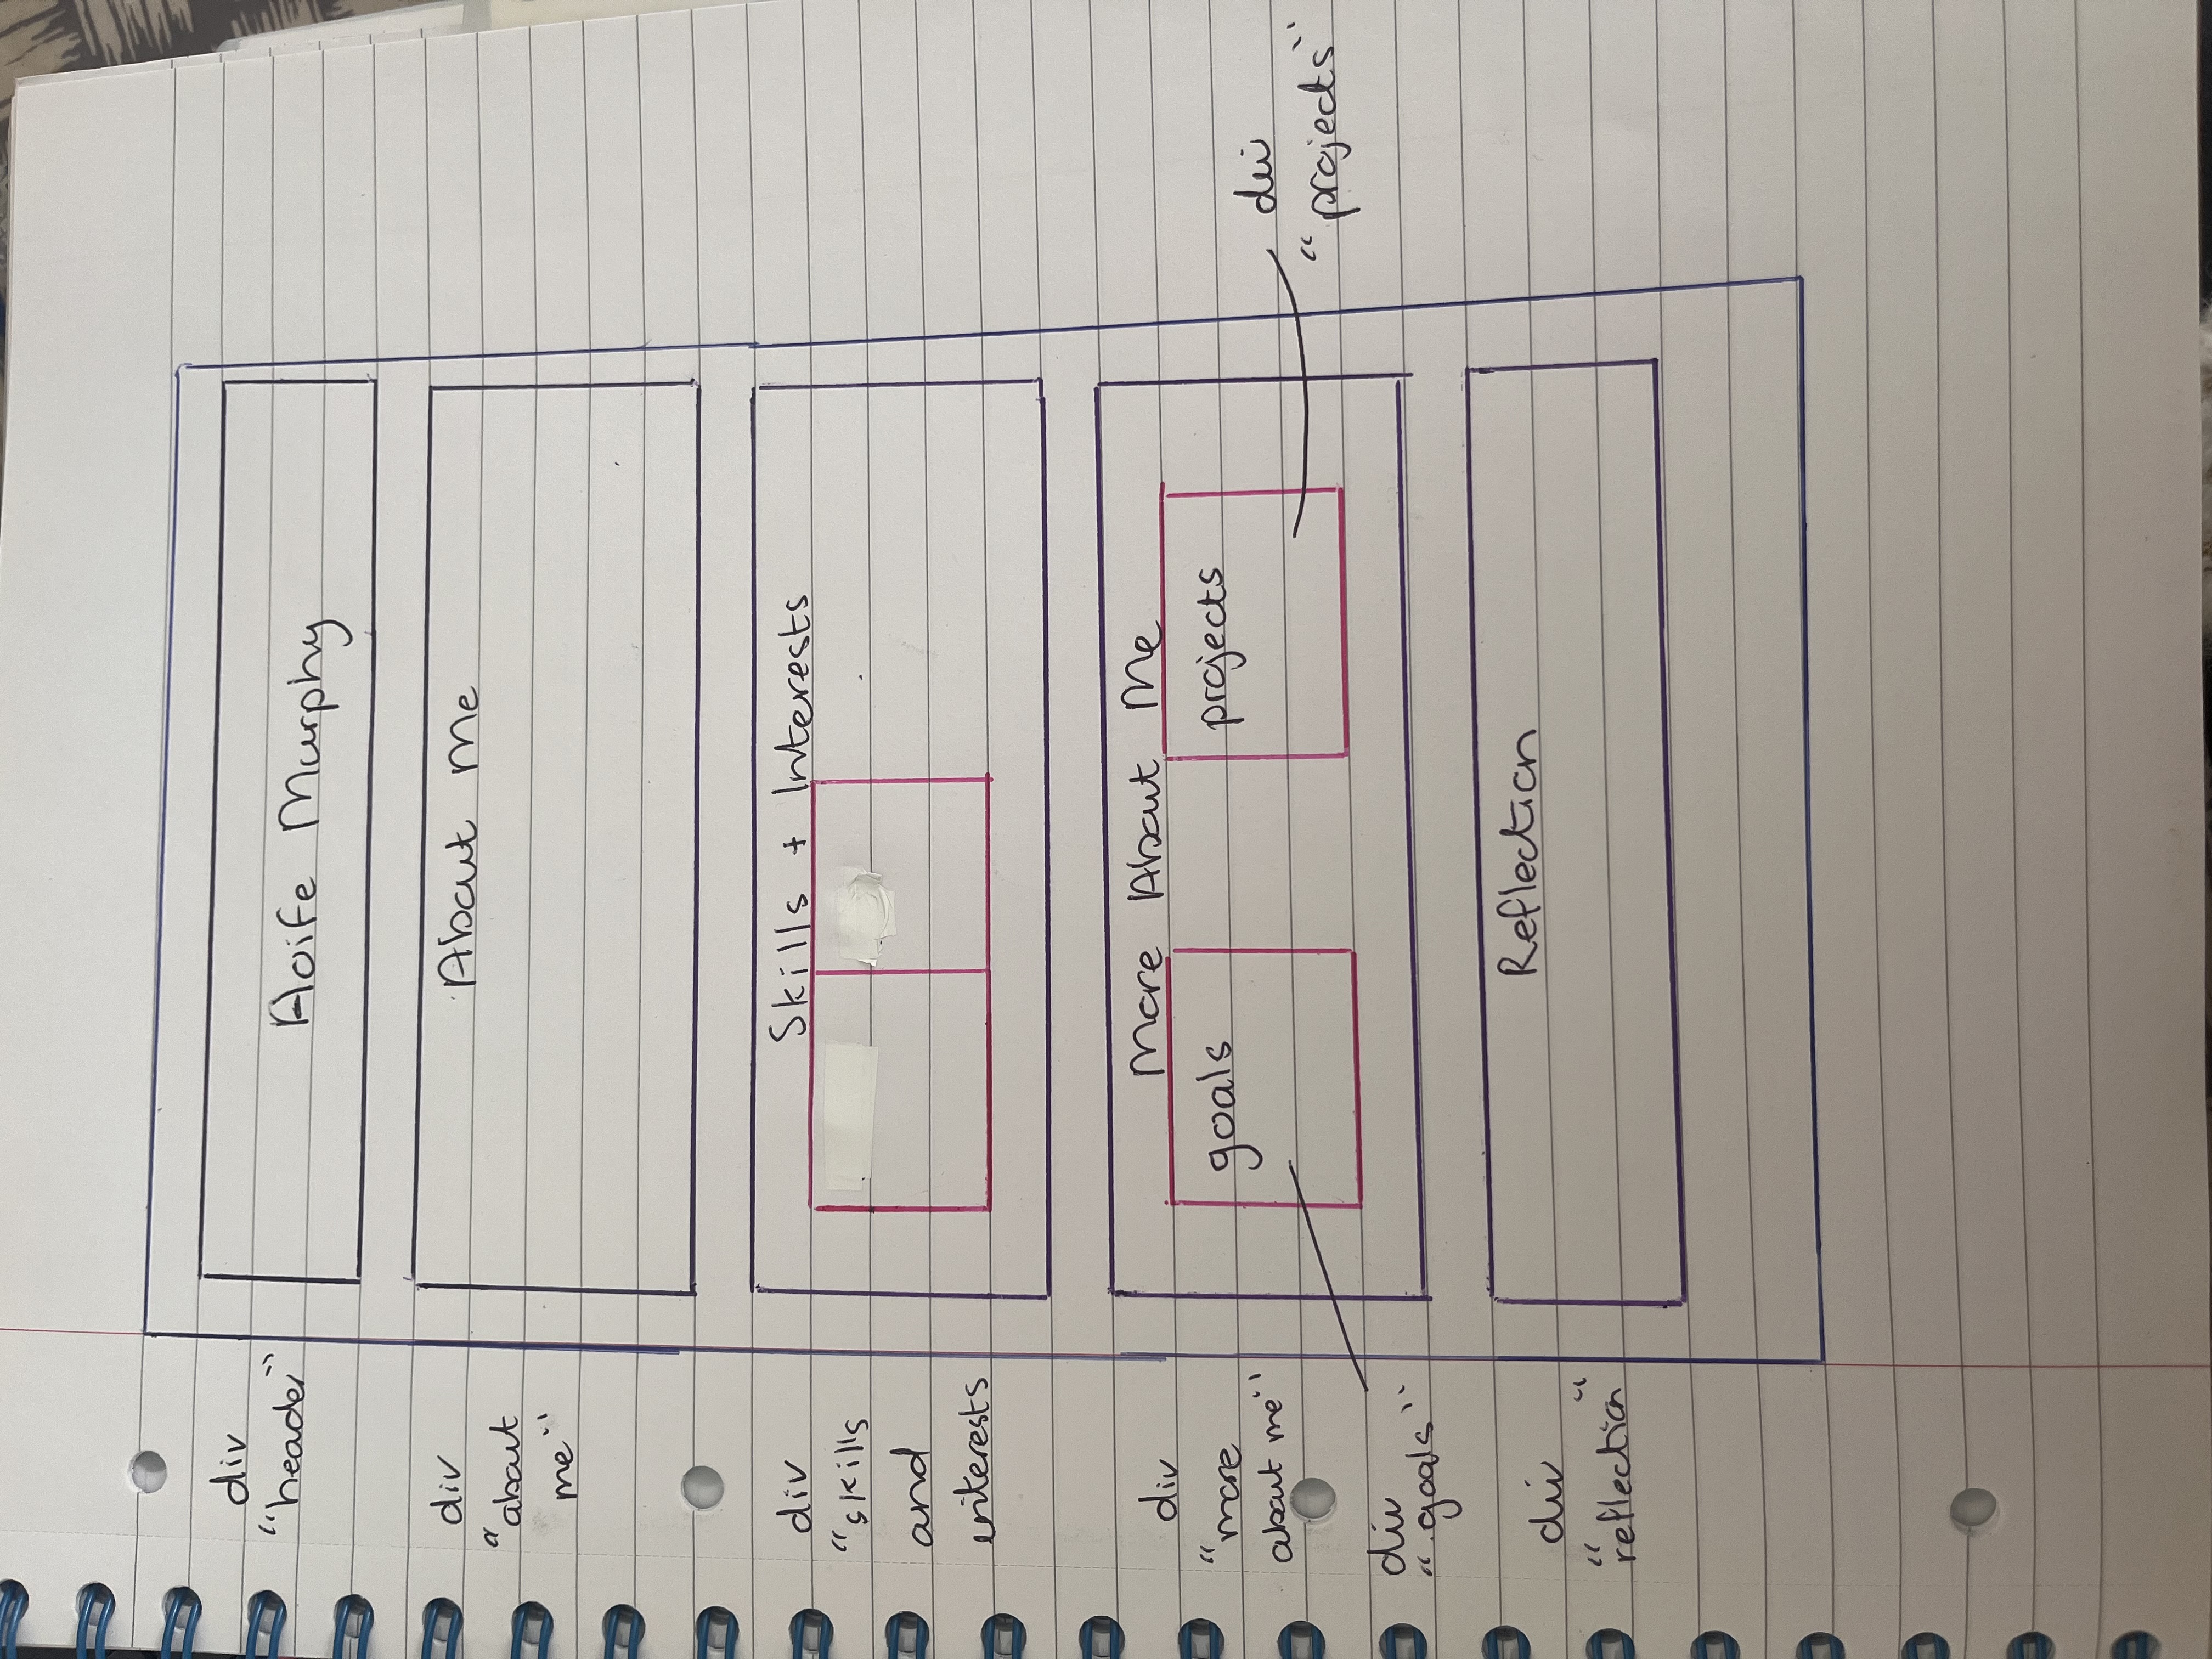 div
"header"
Aoife Murphy
div
"about
me"
About Me
div
"skills
and
interests
Skills + Interests
div
"more
about me"
More About Me
goals
projects
div
"goals"
div
"projects"
div
"reflection"
Reflection